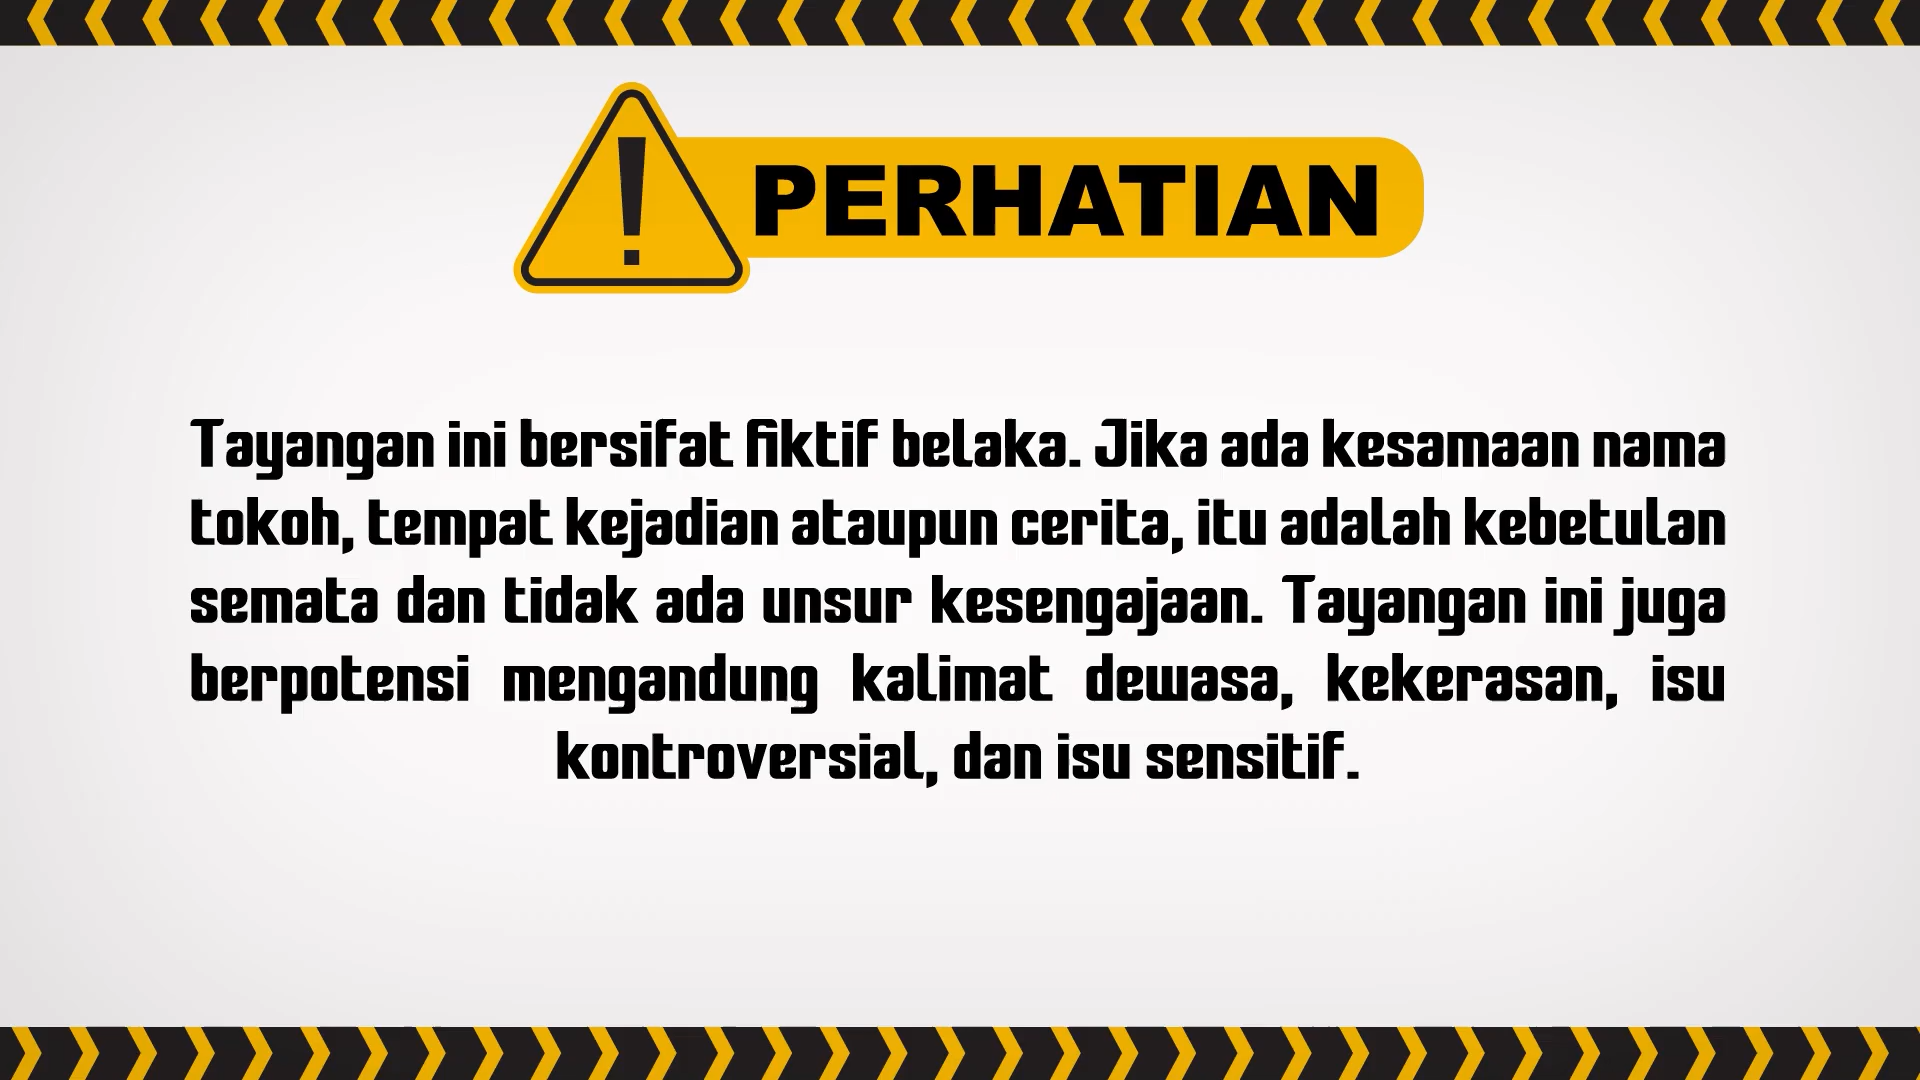 PERHATIAN
Tayangan ini bersifat fiktif belaka. Jika ada kesamaan nama
tokoh, tempat kejadian ataupun cerita, itu adalah kebetulan
semata dan tidak ada unsur kesengajaan. Tayangan ini juga
berpotensi mengandung kalimat dewasa, kekerasan, isu
kontroversial, dan isu sensitif.